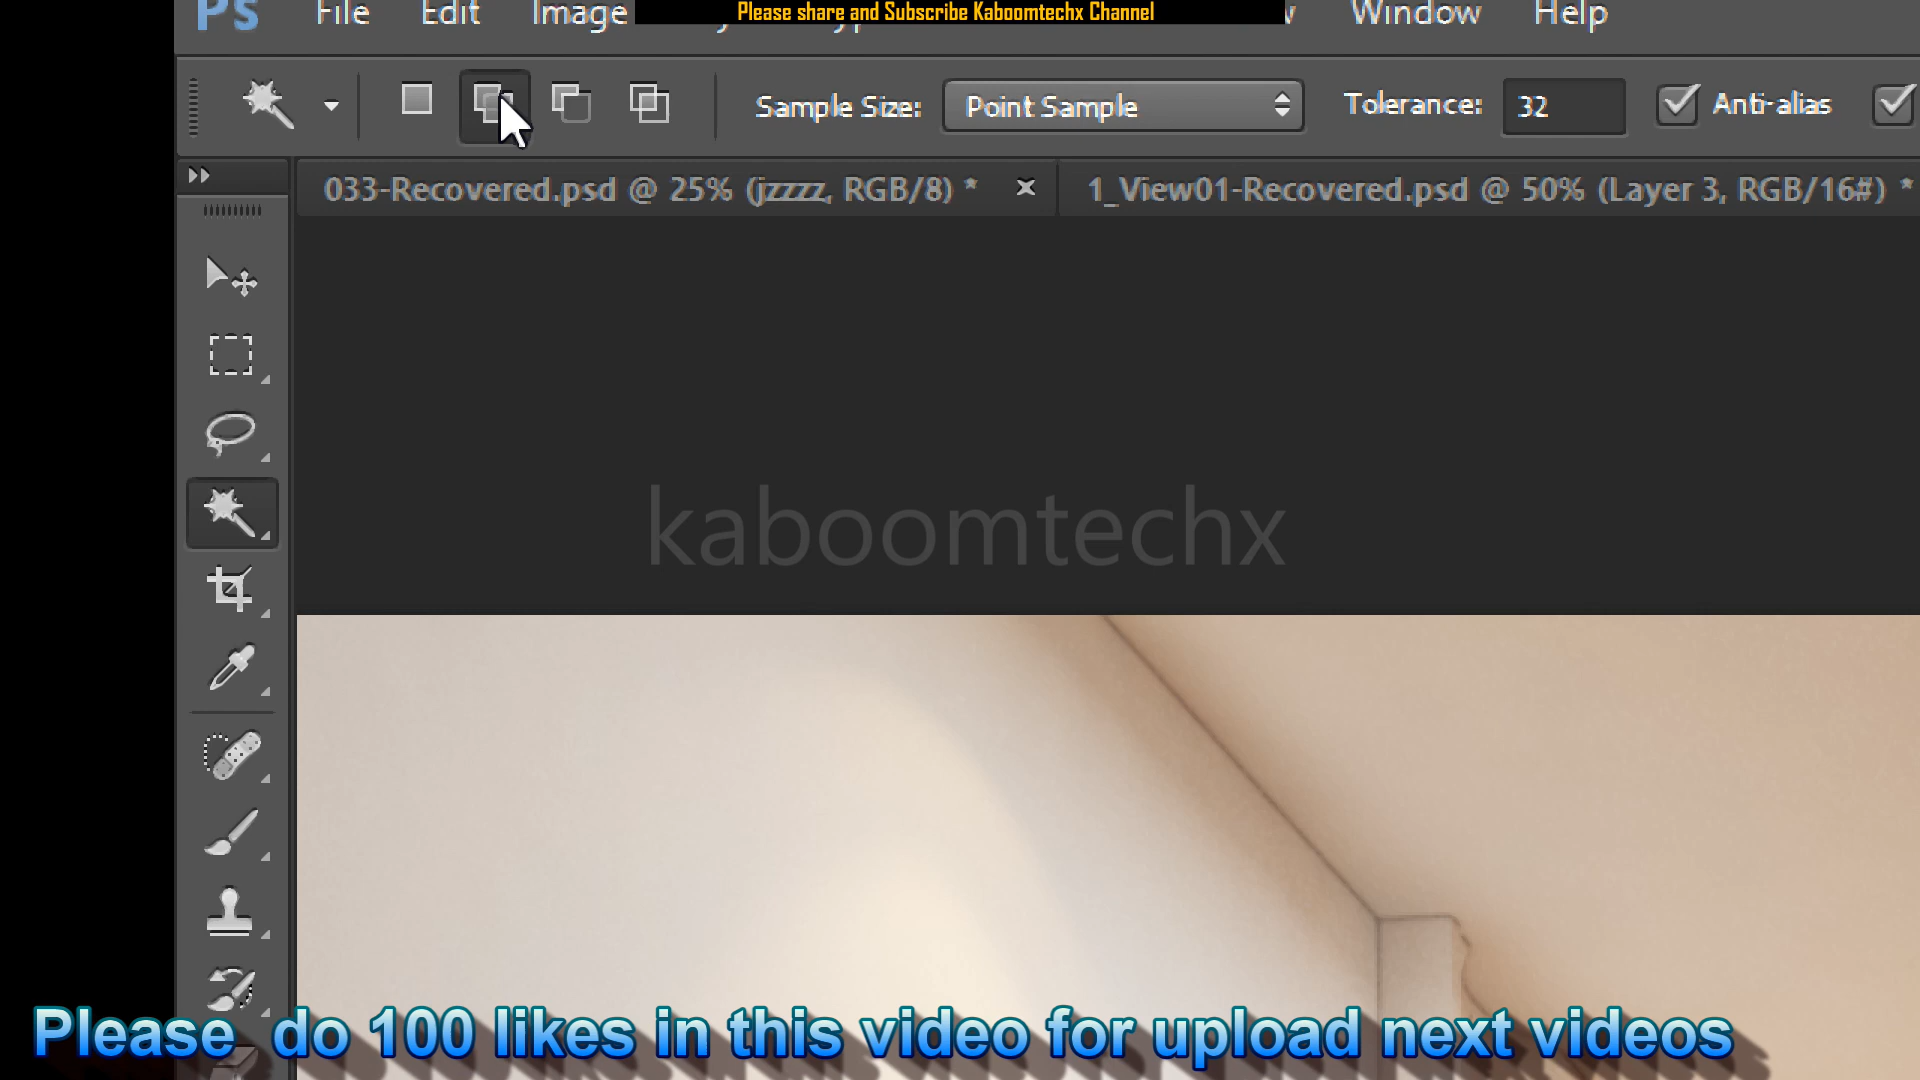 Ps File Edit Image Window Help
Please share and Subscribe Kaboomtechx Channel
Sample Size: Point Sample Tolerance: 32 Anti-alias
033-Recovered.psd @ 25% (jzzzz, RGB/8) * × 1_View01-Recovered.psd @ 50% (Layer 3, RGB/16#) *
kaboomtechx
Please do 100 likes in this video for upload next videos